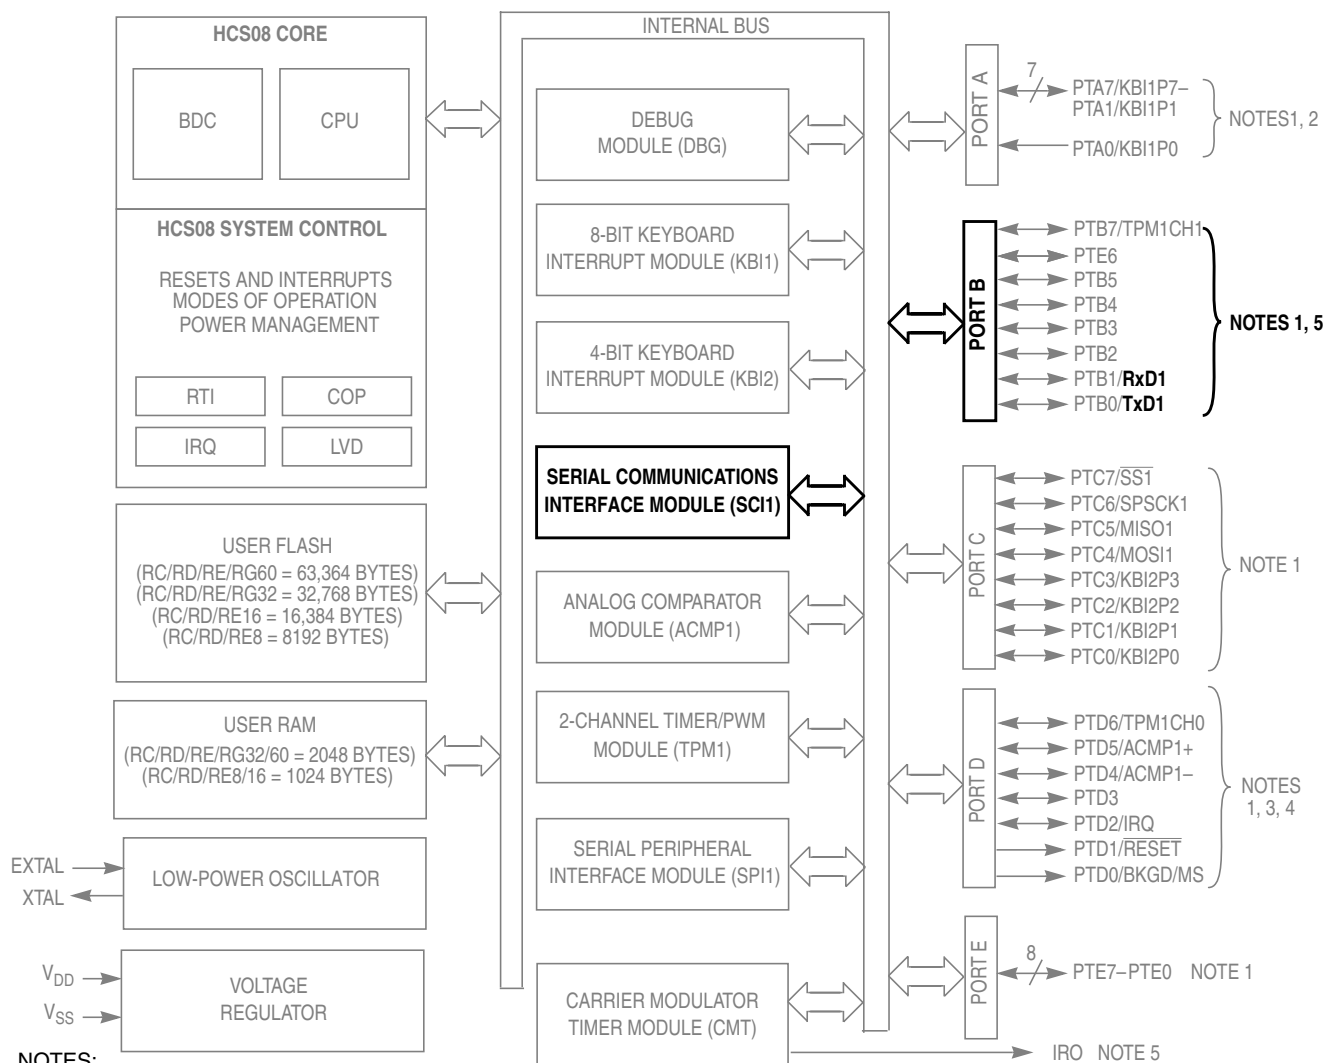 HCS08 CORE
BDC
CPU
HCS08 SYSTEM CONTROL
RESETS AND INTERRUPTS
MODES OF OPERATION
POWER MANAGEMENT
RTI
COP
IRQ
LVD
USER FLASH
(RC/RD/RE/RG60 = 63,364 BYTES)
(RC/RD/RE/RG32 = 32,768 BYTES)
(RC/RD/RE16 = 16,384 BYTES)
(RC/RD/RE8 = 8192 BYTES)
USER RAM
(RC/RD/RE/RG32/60 = 2048 BYTES)
(RC/RD/RE8/16 = 1024 BYTES)
EXTAL
XTAL
LOW-POWER OSCILLATOR
VDD
VSS
VOLTAGE
REGULATOR
NOTES:
INTERNAL BUS
DEBUG
MODULE (DBG)
8-BIT KEYBOARD
INTERRUPT MODULE (KBI1)
4-BIT KEYBOARD
INTERRUPT MODULE (KBI2)
SERIAL COMMUNICATIONS
INTERFACE MODULE (SCI1)
ANALOG COMPARATOR
MODULE (ACMP1)
2-CHANNEL TIMER/PWM
MODULE (TPM1)
SERIAL PERIPHERAL
INTERFACE MODULE (SPI1)
CARRIER MODULATOR
TIMER MODULE (CMT)
PORT A
7
PTA7/KBI1P7–
PTA1/KBI1P1
PTA0/KBI1P0
NOTES1, 2
PORT B
PTB7/TPM1CH1
PTE6
PTB5
PTB4
PTB3
PTB2
PTB1/RxD1
PTB0/TxD1
NOTES 1, 5
PORT C
PTC7/SS1
PTC6/SPSCK1
PTC5/MISO1
PTC4/MOSI1
PTC3/KBI2P3
PTC2/KBI2P2
PTC1/KBI2P1
PTC0/KBI2P0
NOTE 1
PORT D
PTD6/TPM1CH0
PTD5/ACMP1+
PTD4/ACMP1–
PTD3
PTD2/IRQ
PTD1/RESET
PTD0/BKGD/MS
NOTES
1, 3, 4
PORT E
8
PTE7–PTE0 NOTE 1
IRO NOTE 5